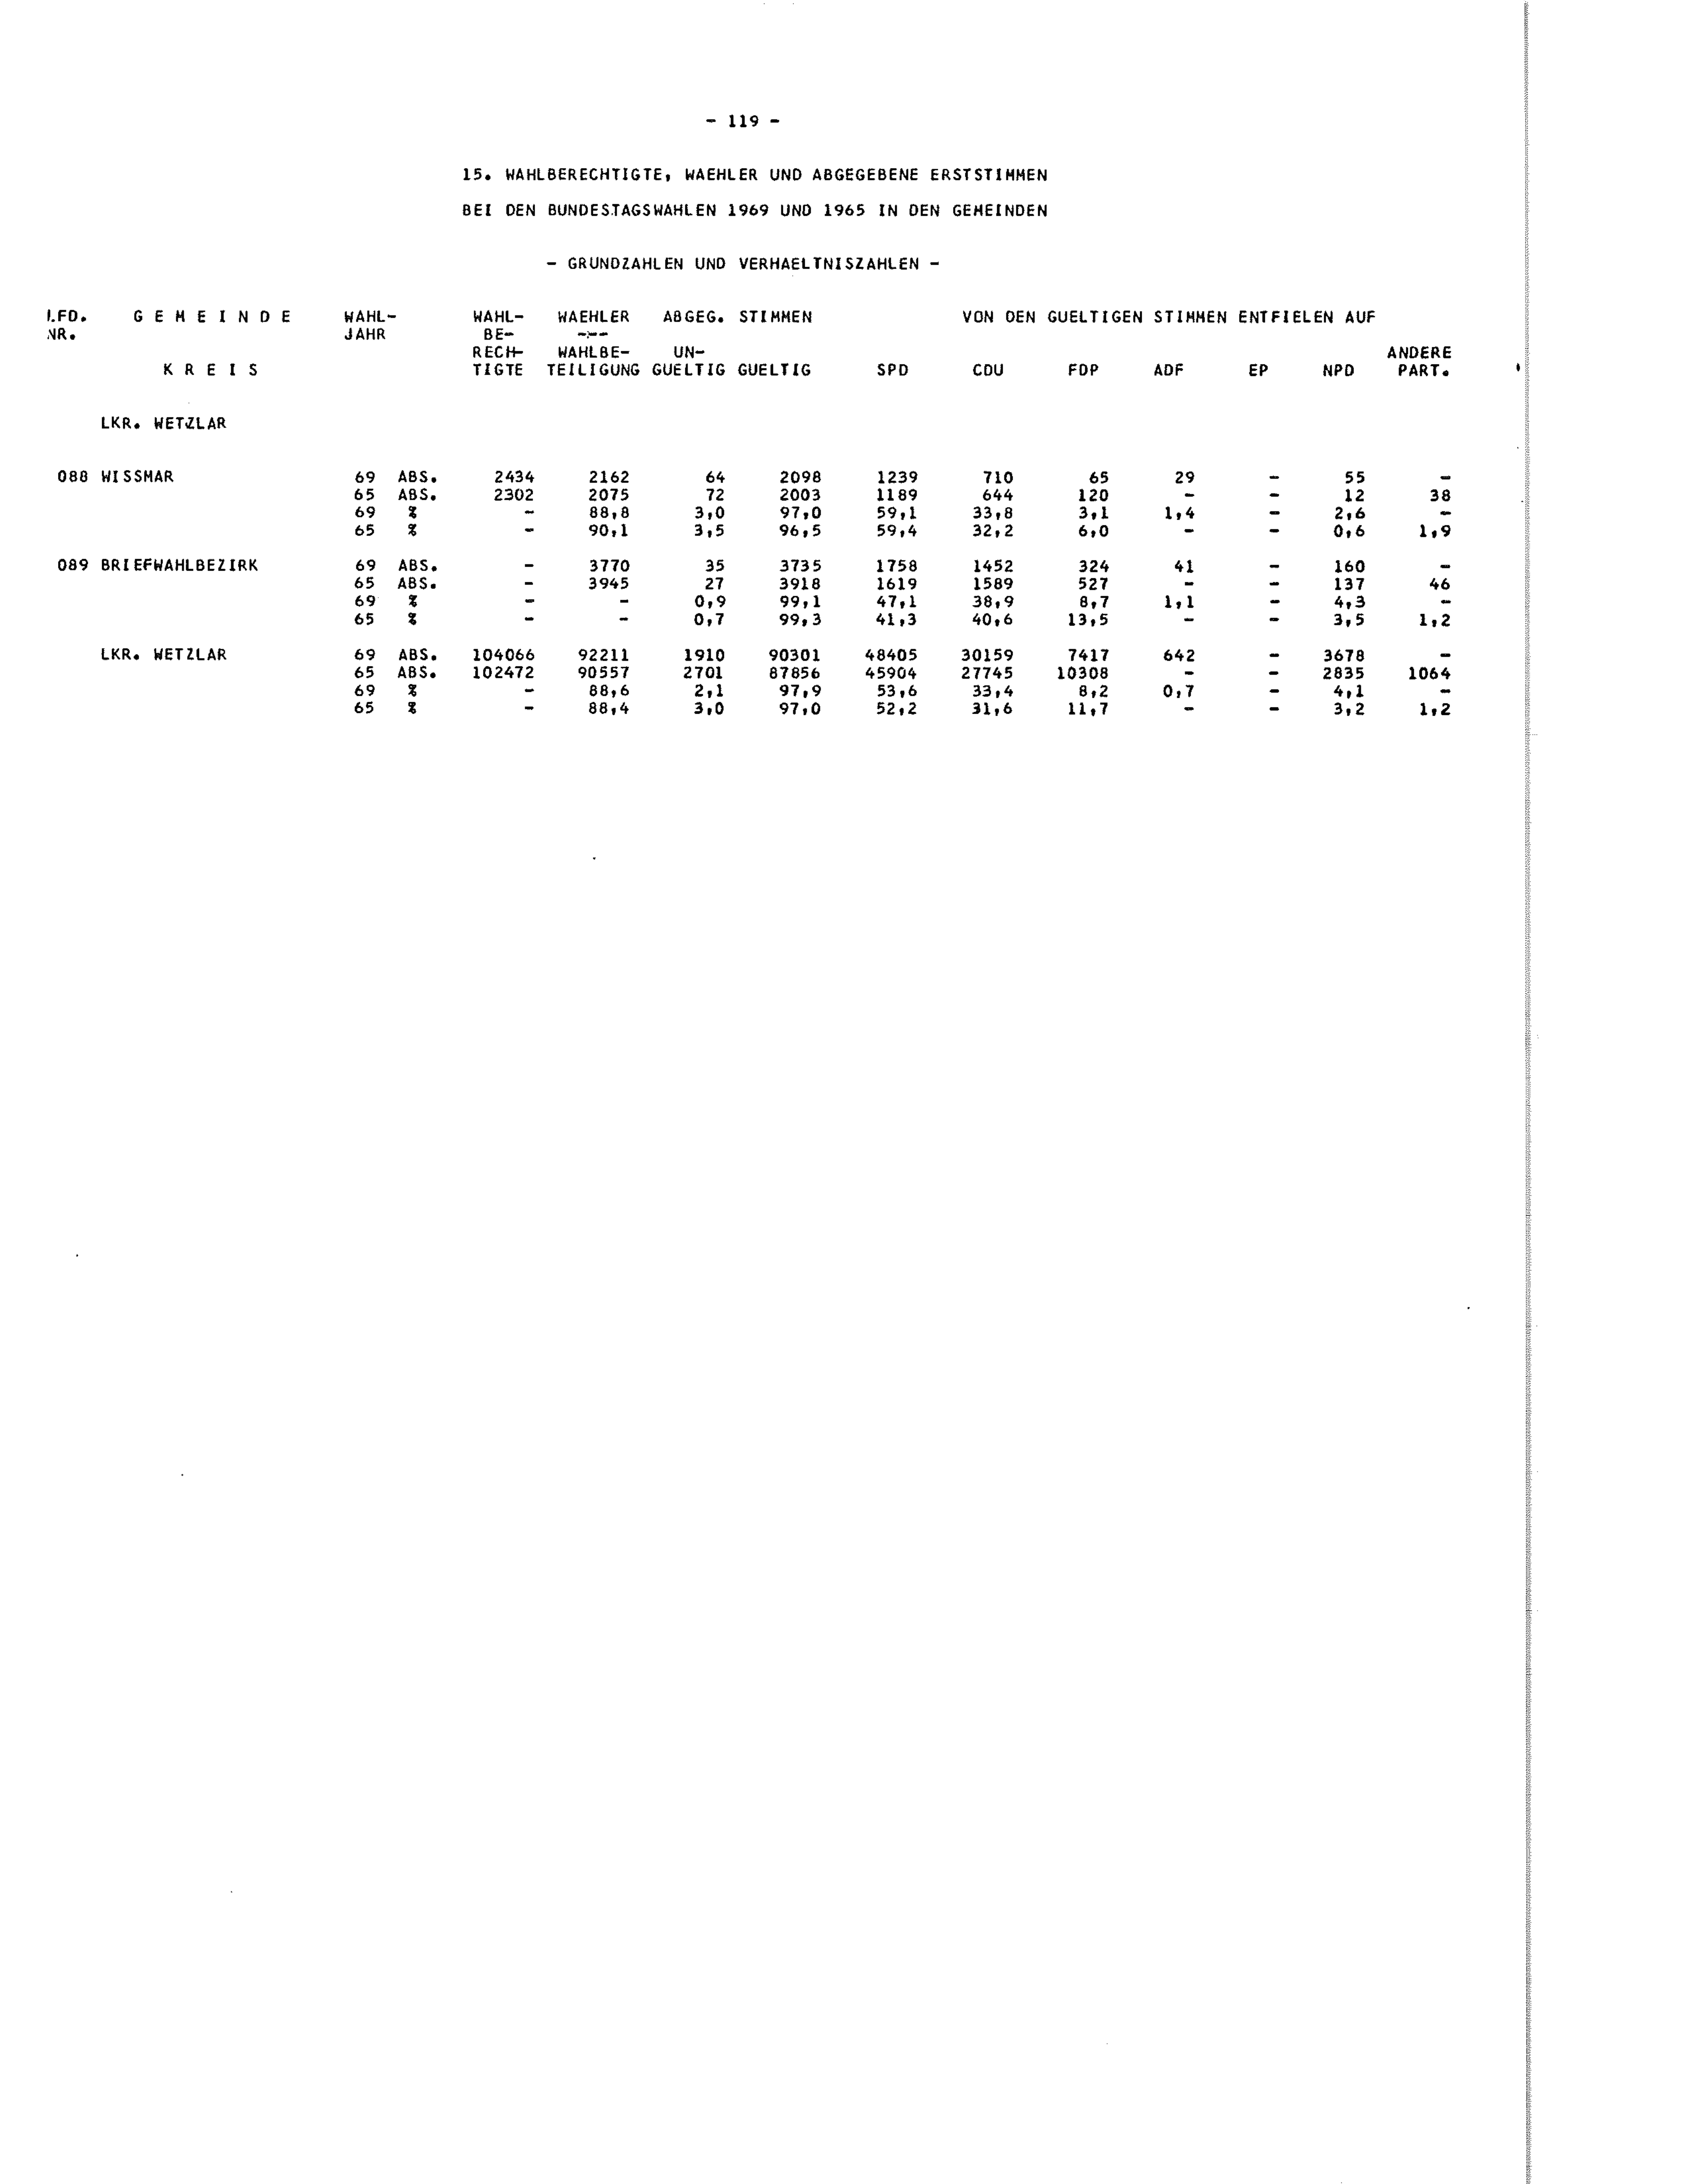 - 119 -
15. WAHLBERECHTIGTE, WAEHLER UND ABGEGEBENE ERSTSTIMMEN
BEI DEN BUNDESTAGSWAHLEN 1969 UND 1965 IN DEN GEMEINDEN
- GRUNDZAHLEN UND VERHAELTNISZAHLEN -
LFD. G E M E I N D E WAHL- WAHL- WAEHLER ABGEG. STIMMEN VON DEN GUELTIGEN STIMMEN ENTFIELEN AUF
NR. JAHR BE- ---
RECH- WAHLBE- UN- ANDERE
K R E I S TIGTE TEILIGUNG GUELTIG GUELTIG SPD CDU FDP ADF EP NPD PART.
LKR. WETZLAR
088 WISSMAR 69 ABS. 2434 2162 64 2098 1239 710 65 29 - 55 -
65 ABS. 2302 2075 72 2003 1189 644 120 - - 12 38
69 % - 88,8 3,0 97,0 59,1 33,8 3,1 1,4 - 2,6 -
65 % - 90,1 3,5 96,5 59,4 32,2 6,0 - - 0,6 1,9
089 BRIEFWAHLBEZIRK 69 ABS. - 3770 35 3735 1758 1452 324 41 - 160 -
65 ABS. - 3945 27 3918 1619 1589 527 - - 137 46
69 % - - 0,9 99,1 47,1 38,9 8,7 1,1 - 4,3 -
65 % - - 0,7 99,3 41,3 40,6 13,5 - - 3,5 1,2
LKR. WETZLAR 69 ABS. 104066 92211 1910 90301 48405 30159 7417 642 - 3678 -
65 ABS. 102472 90557 2701 87856 45904 27745 10308 - - 2835 1064
69 % - 88,6 2,1 97,9 53,6 33,4 8,2 0,7 - 4,1 -
65 % - 88,4 3,0 97,0 52,2 31,6 11,7 - - 3,2 1,2